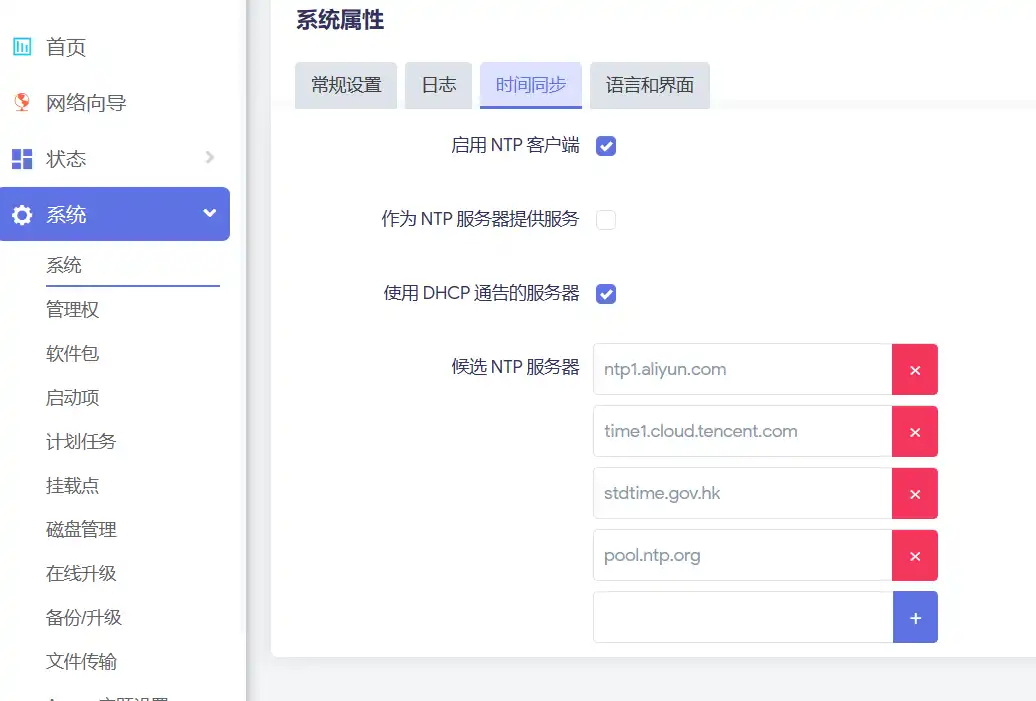 系统属性
首页
网络向导
状态
系统
系统
管理权
软件包
启动项
计划任务
挂载点
磁盘管理
在线升级
备份/升级
文件传输
常规设置
日志
时间同步
语言和界面
启用 NTP 客户端
作为 NTP 服务器提供服务
使用 DHCP 通告的服务器
候选 NTP 服务器
ntp1.aliyun.com
×
time1.cloud.tencent.com
×
stdtime.gov.hk
×
pool.ntp.org
×
+